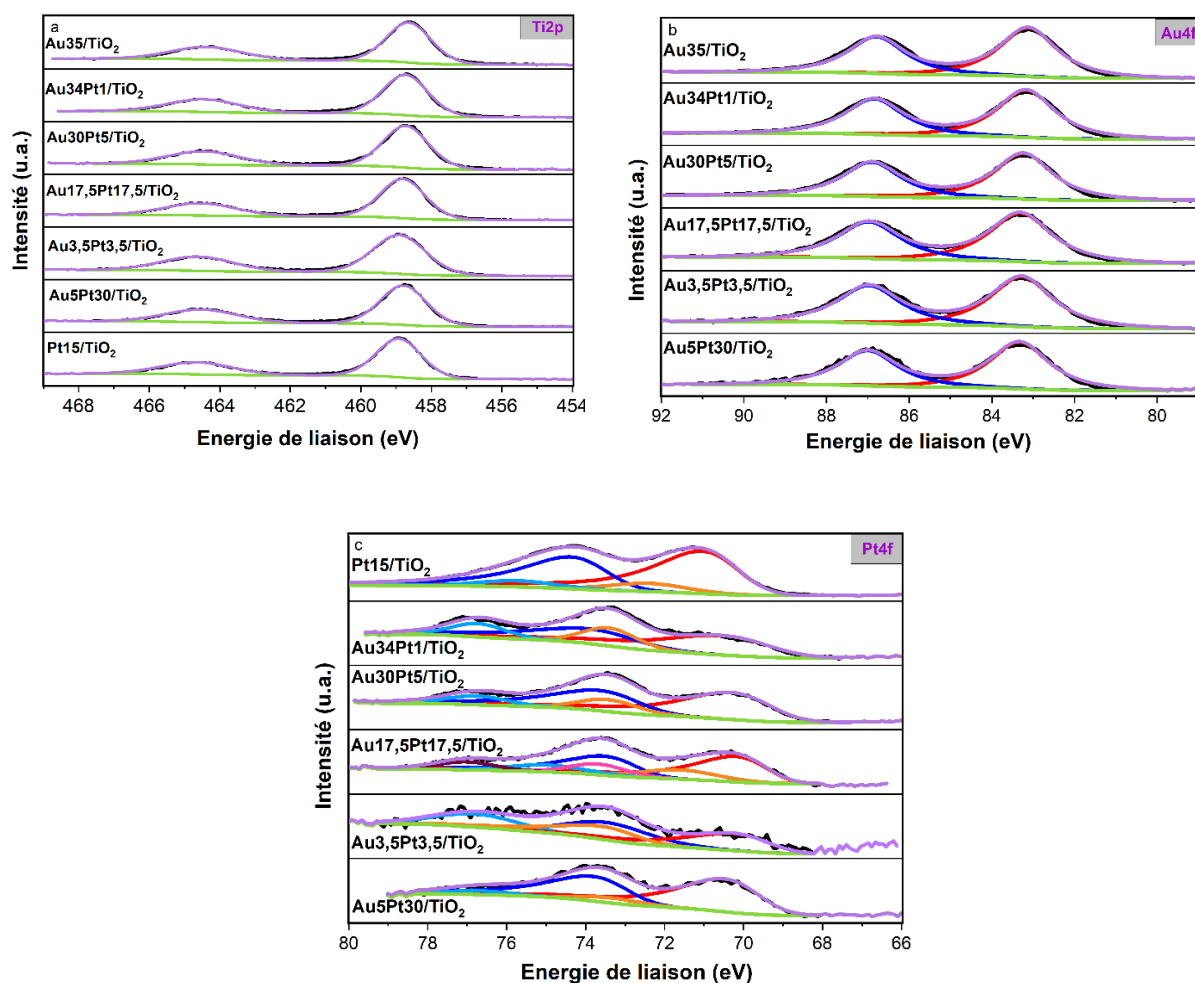 a
Ti2p
Au35/TiO2
Au34Pt1/TiO2
Au30Pt5/TiO2
Au17,5Pt17,5/TiO2
Au3,5Pt3,5/TiO2
Au5Pt30/TiO2
Pt15/TiO2
Intensité (u.a.)
468 466 464 462 460 458 456 454
Energie de liaison (eV)
b
Au4f
Au35/TiO2
Au34Pt1/TiO2
Au30Pt5/TiO2
Au17,5Pt17,5/TiO2
Au3,5Pt3,5/TiO2
Au5Pt30/TiO2
Intensité (u.a.)
92 90 88 86 84 82 80
Energie de liaison (eV)
c
Pt4f
Pt15/TiO2
Au34Pt1/TiO2
Au30Pt5/TiO2
Au17,5Pt17,5/TiO2
Au3,5Pt3,5/TiO2
Au5Pt30/TiO2
Intensité (u.a.)
80 78 76 74 72 70 68 66
Energie de liaison (eV)